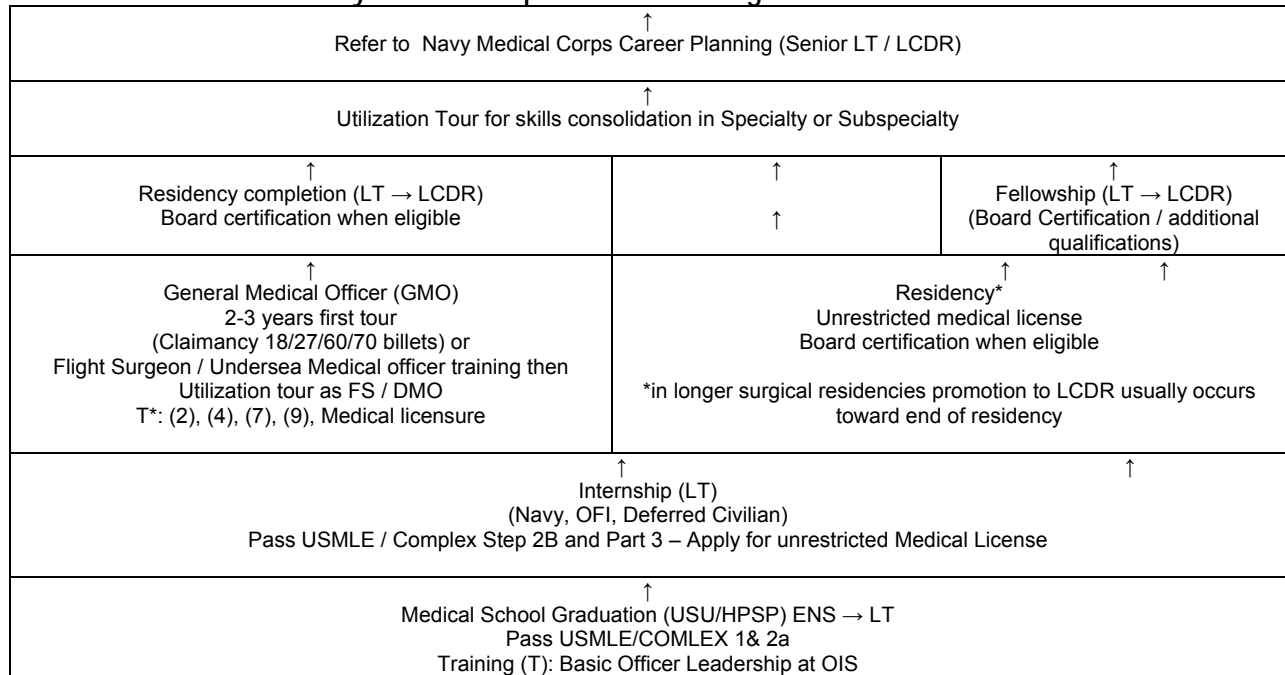 ↑
Refer to Navy Medical Corps Career Planning (Senior LT / LCDR)
↑
Utilization Tour for skills consolidation in Specialty or Subspecialty
↑
Residency completion (LT → LCDR)
Board certification when eligible
↑
↑
↑
Fellowship (LT → LCDR)
(Board Certification / additional
qualifications)
↑
General Medical Officer (GMO)
2-3 years first tour
(Claimancy 18/27/60/70 billets) or
Flight Surgeon / Undersea Medical officer training then
Utilization tour as FS / DMO
T*: (2), (4), (7), (9), Medical licensure
↑ ↑
Residency*
Unrestricted medical license
Board certification when eligible
*in longer surgical residencies promotion to LCDR usually occurs
toward end of residency
↑ ↑
Internship (LT)
(Navy, OFI, Deferred Civilian)
Pass USMLE / Complex Step 2B and Part 3 – Apply for unrestricted Medical License
↑
Medical School Graduation (USU/HPSP) ENS → LT
Pass USMLE/COMLEX 1& 2a
Training (T): Basic Officer Leadership at OIS